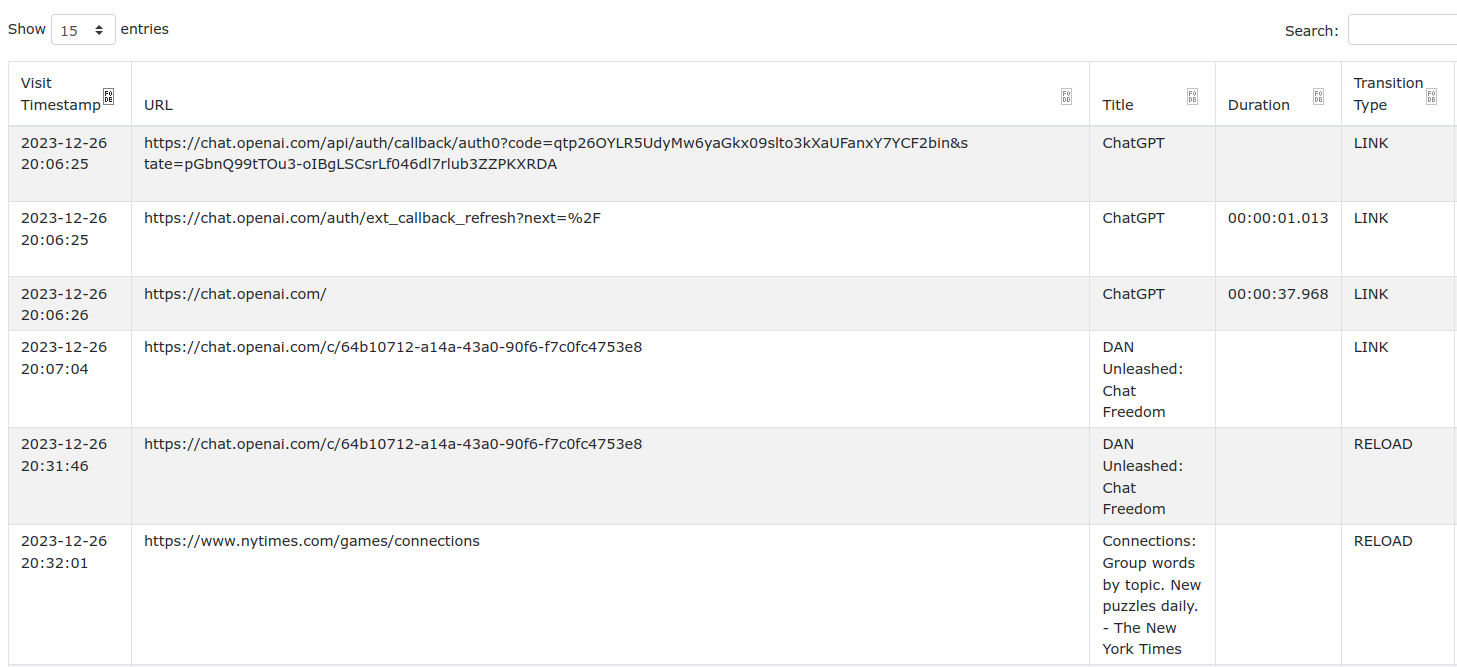 Show 15 entries
Search:
Visit Timestamp URL Title Duration Transition Type
2023-12-26 20:06:25 https://chat.openai.com/api/auth/callback/auth0?code=qtp26OYLR5UdyMw6yaGkx09slto3kXaUFanxY7YCF2bin&s
tate=pGbnQ99tTOu3-oIBgLSCsrLf046dl7rlub3ZZPKXRDA ChatGPT LINK
2023-12-26 20:06:25 https://chat.openai.com/auth/ext_callback_refresh?next=%2F ChatGPT 00:00:01.013 LINK
2023-12-26 20:06:26 https://chat.openai.com/ ChatGPT 00:00:37.968 LINK
2023-12-26 20:07:04 https://chat.openai.com/c/64b10712-a14a-43a0-90f6-f7c0fc4753e8 DAN
Unleashed:
Chat
Freedom LINK
2023-12-26 20:31:46 https://chat.openai.com/c/64b10712-a14a-43a0-90f6-f7c0fc4753e8 DAN
Unleashed:
Chat
Freedom RELOAD
2023-12-26 20:32:01 https://www.nytimes.com/games/connections Connections:
Group words
by topic. New
puzzles daily.
- The New
York Times RELOAD